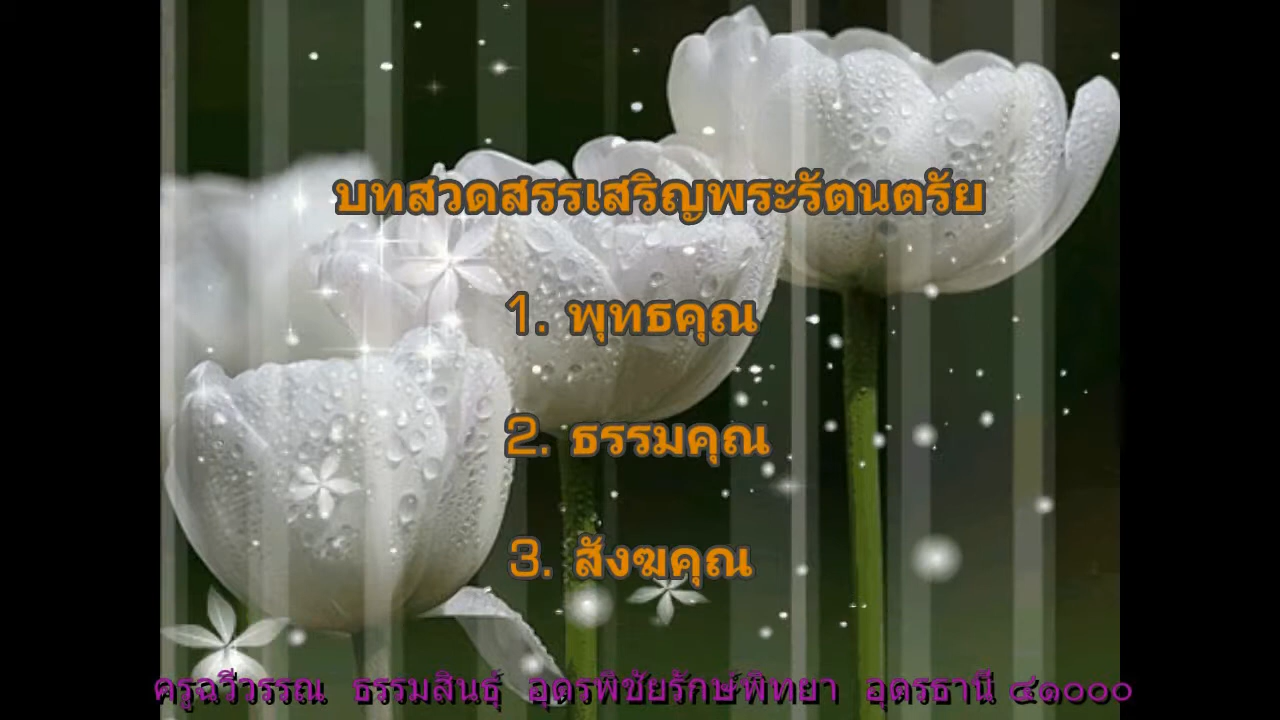 บทสวดสรรเสริญพระรัตนตรัย
1. พุทธคุณ
2. ธรรมคุณ
3. สังฆคุณ
ครูฉวีวรรณ ธรรมสินธุ์ อุดรพิชัยรักษ์พิทยา อุดรธานี ๔๑๐๐๐